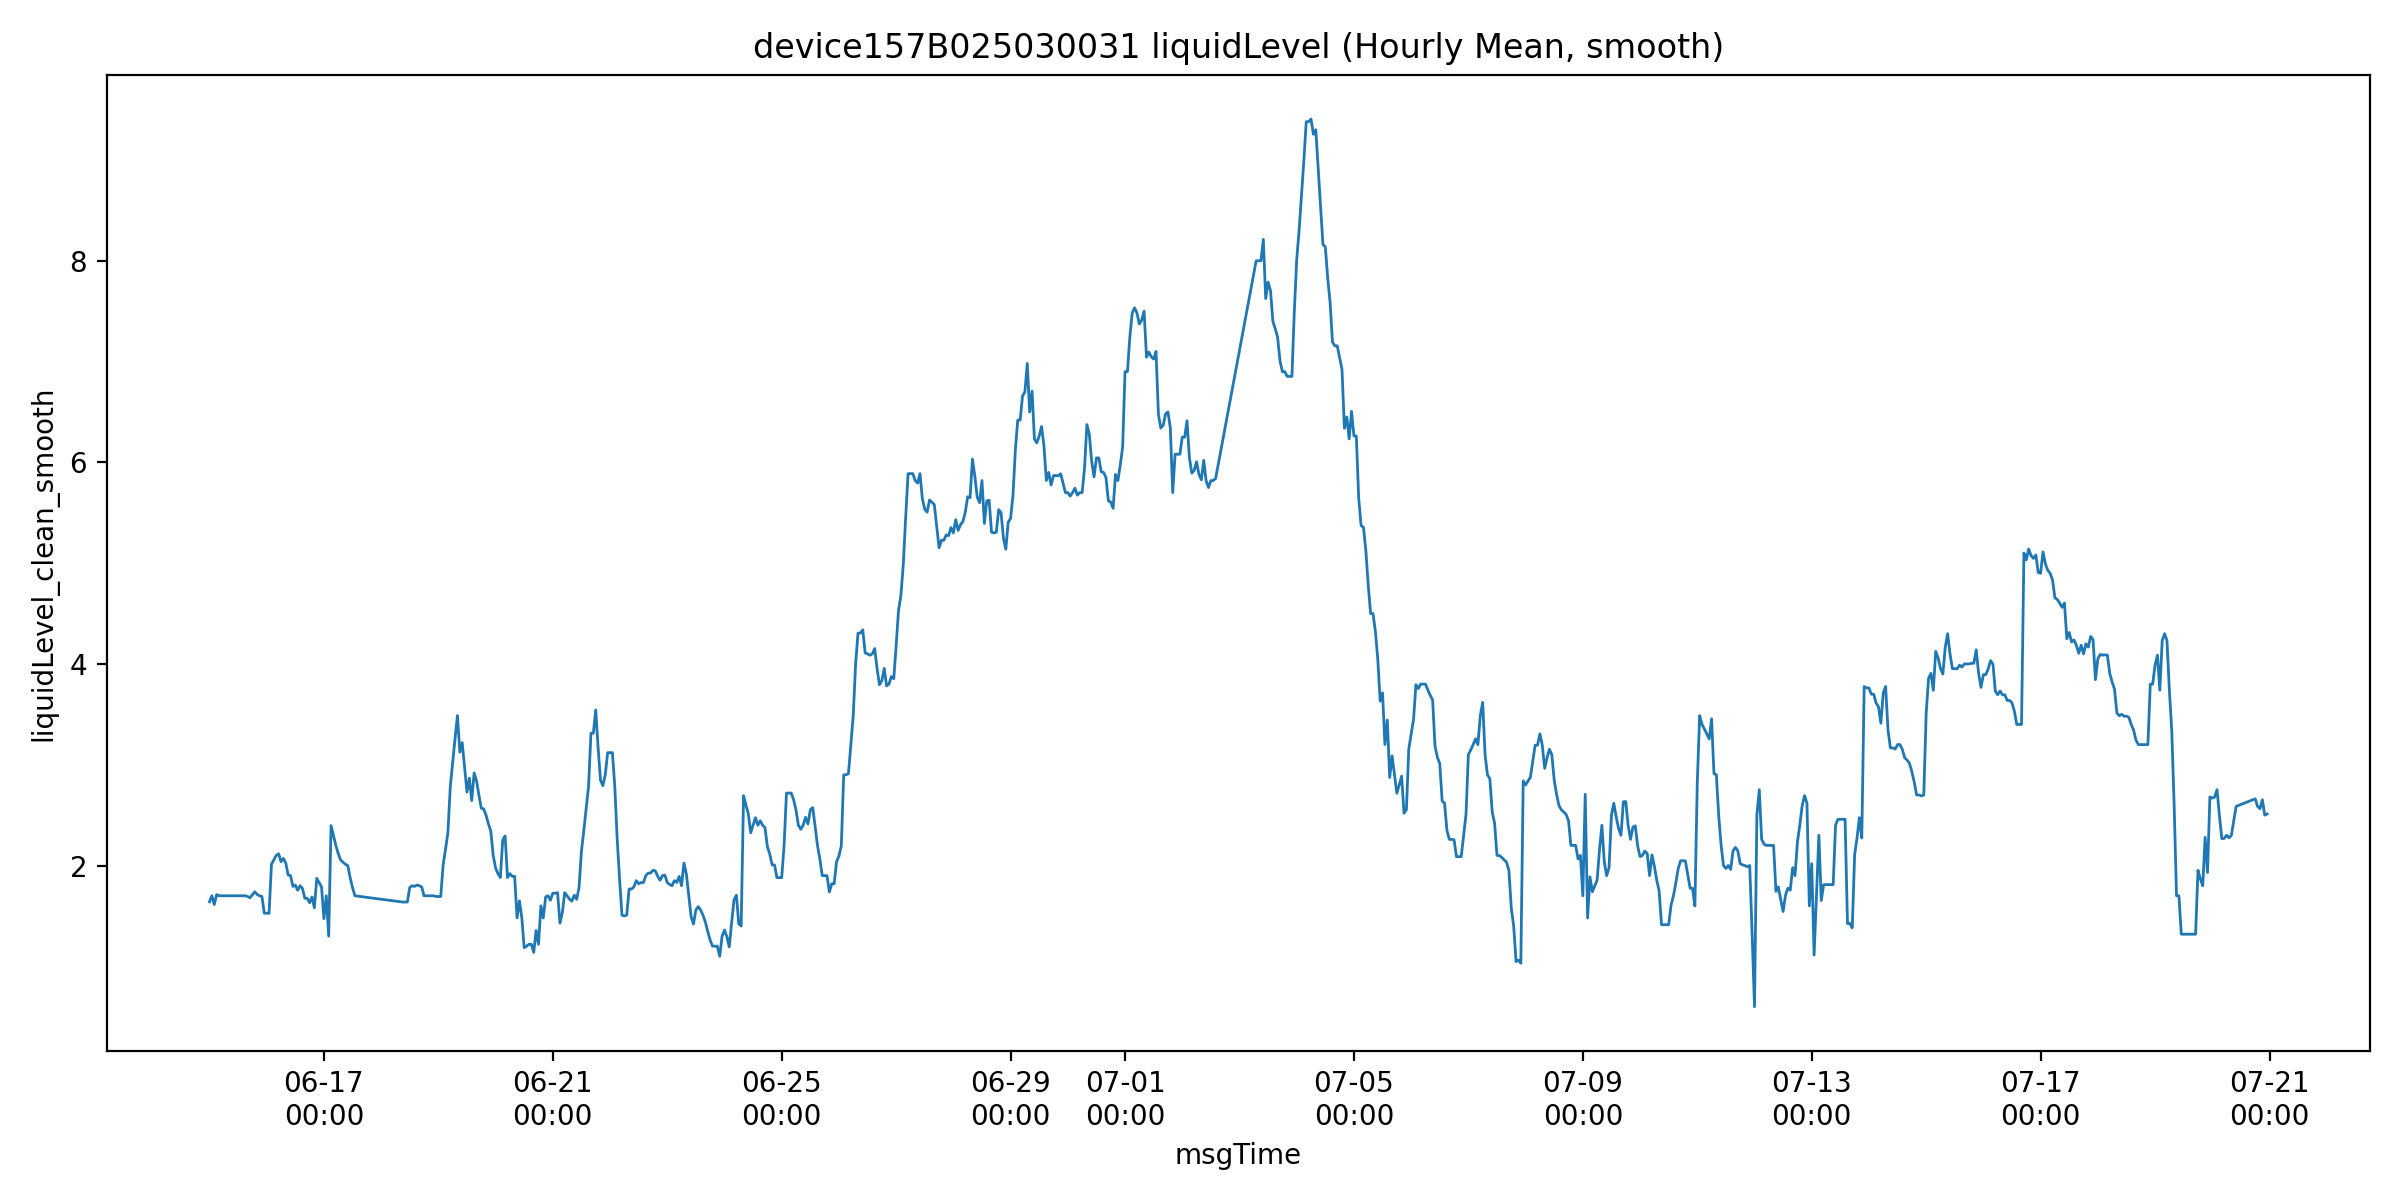 device157B025030031 liquidLevel (Hourly Mean, smooth)
liquidLevel_clean_smooth
8
6
4
2
06-17 06-21 06-25 06-29 07-01 07-05 07-09 07-13 07-17 07-21
00:00 00:00 00:00 00:00 00:00 00:00 00:00 00:00 00:00 00:00
msgTime